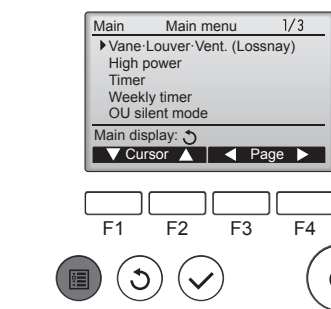 Main Main menu 1/3
Vane·Louver·Vent. (Lossnay)
High power
Timer
Weekly timer
OU silent mode
Main display:
Cursor Page
F1 F2 F3 F4